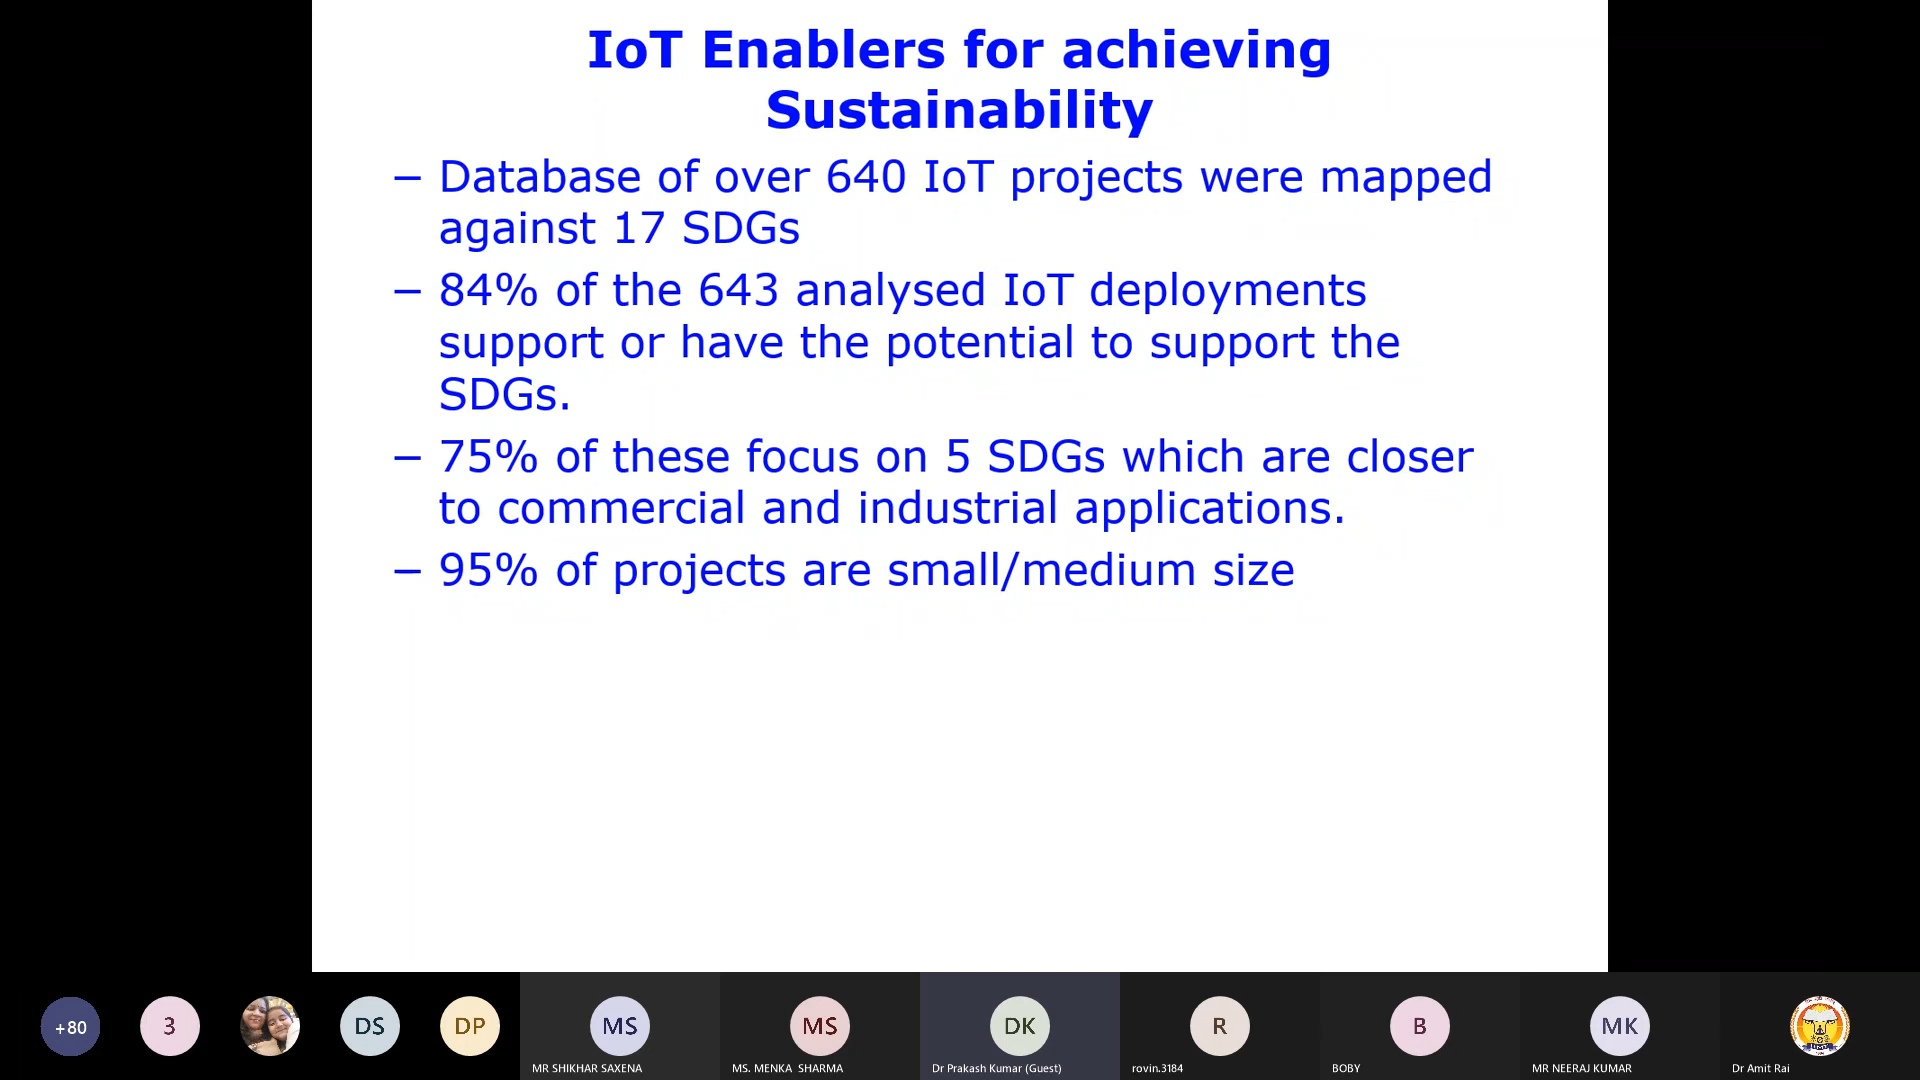 IoT Enablers for achieving
Sustainability
– Database of over 640 IoT projects were mapped
against 17 SDGs
– 84% of the 643 analysed IoT deployments
support or have the potential to support the
SDGs.
– 75% of these focus on 5 SDGs which are closer
to commercial and industrial applications.
– 95% of projects are small/medium size
+80
3
DS
DP
MS
MS
DK
R
B
MK
MR SHIKHAR SAXENA
MS. MENKA SHARMA
Dr Prakash Kumar (Guest)
rovin.3184
BOBY
MR NEERAJ KUMAR
Dr Amit Rai